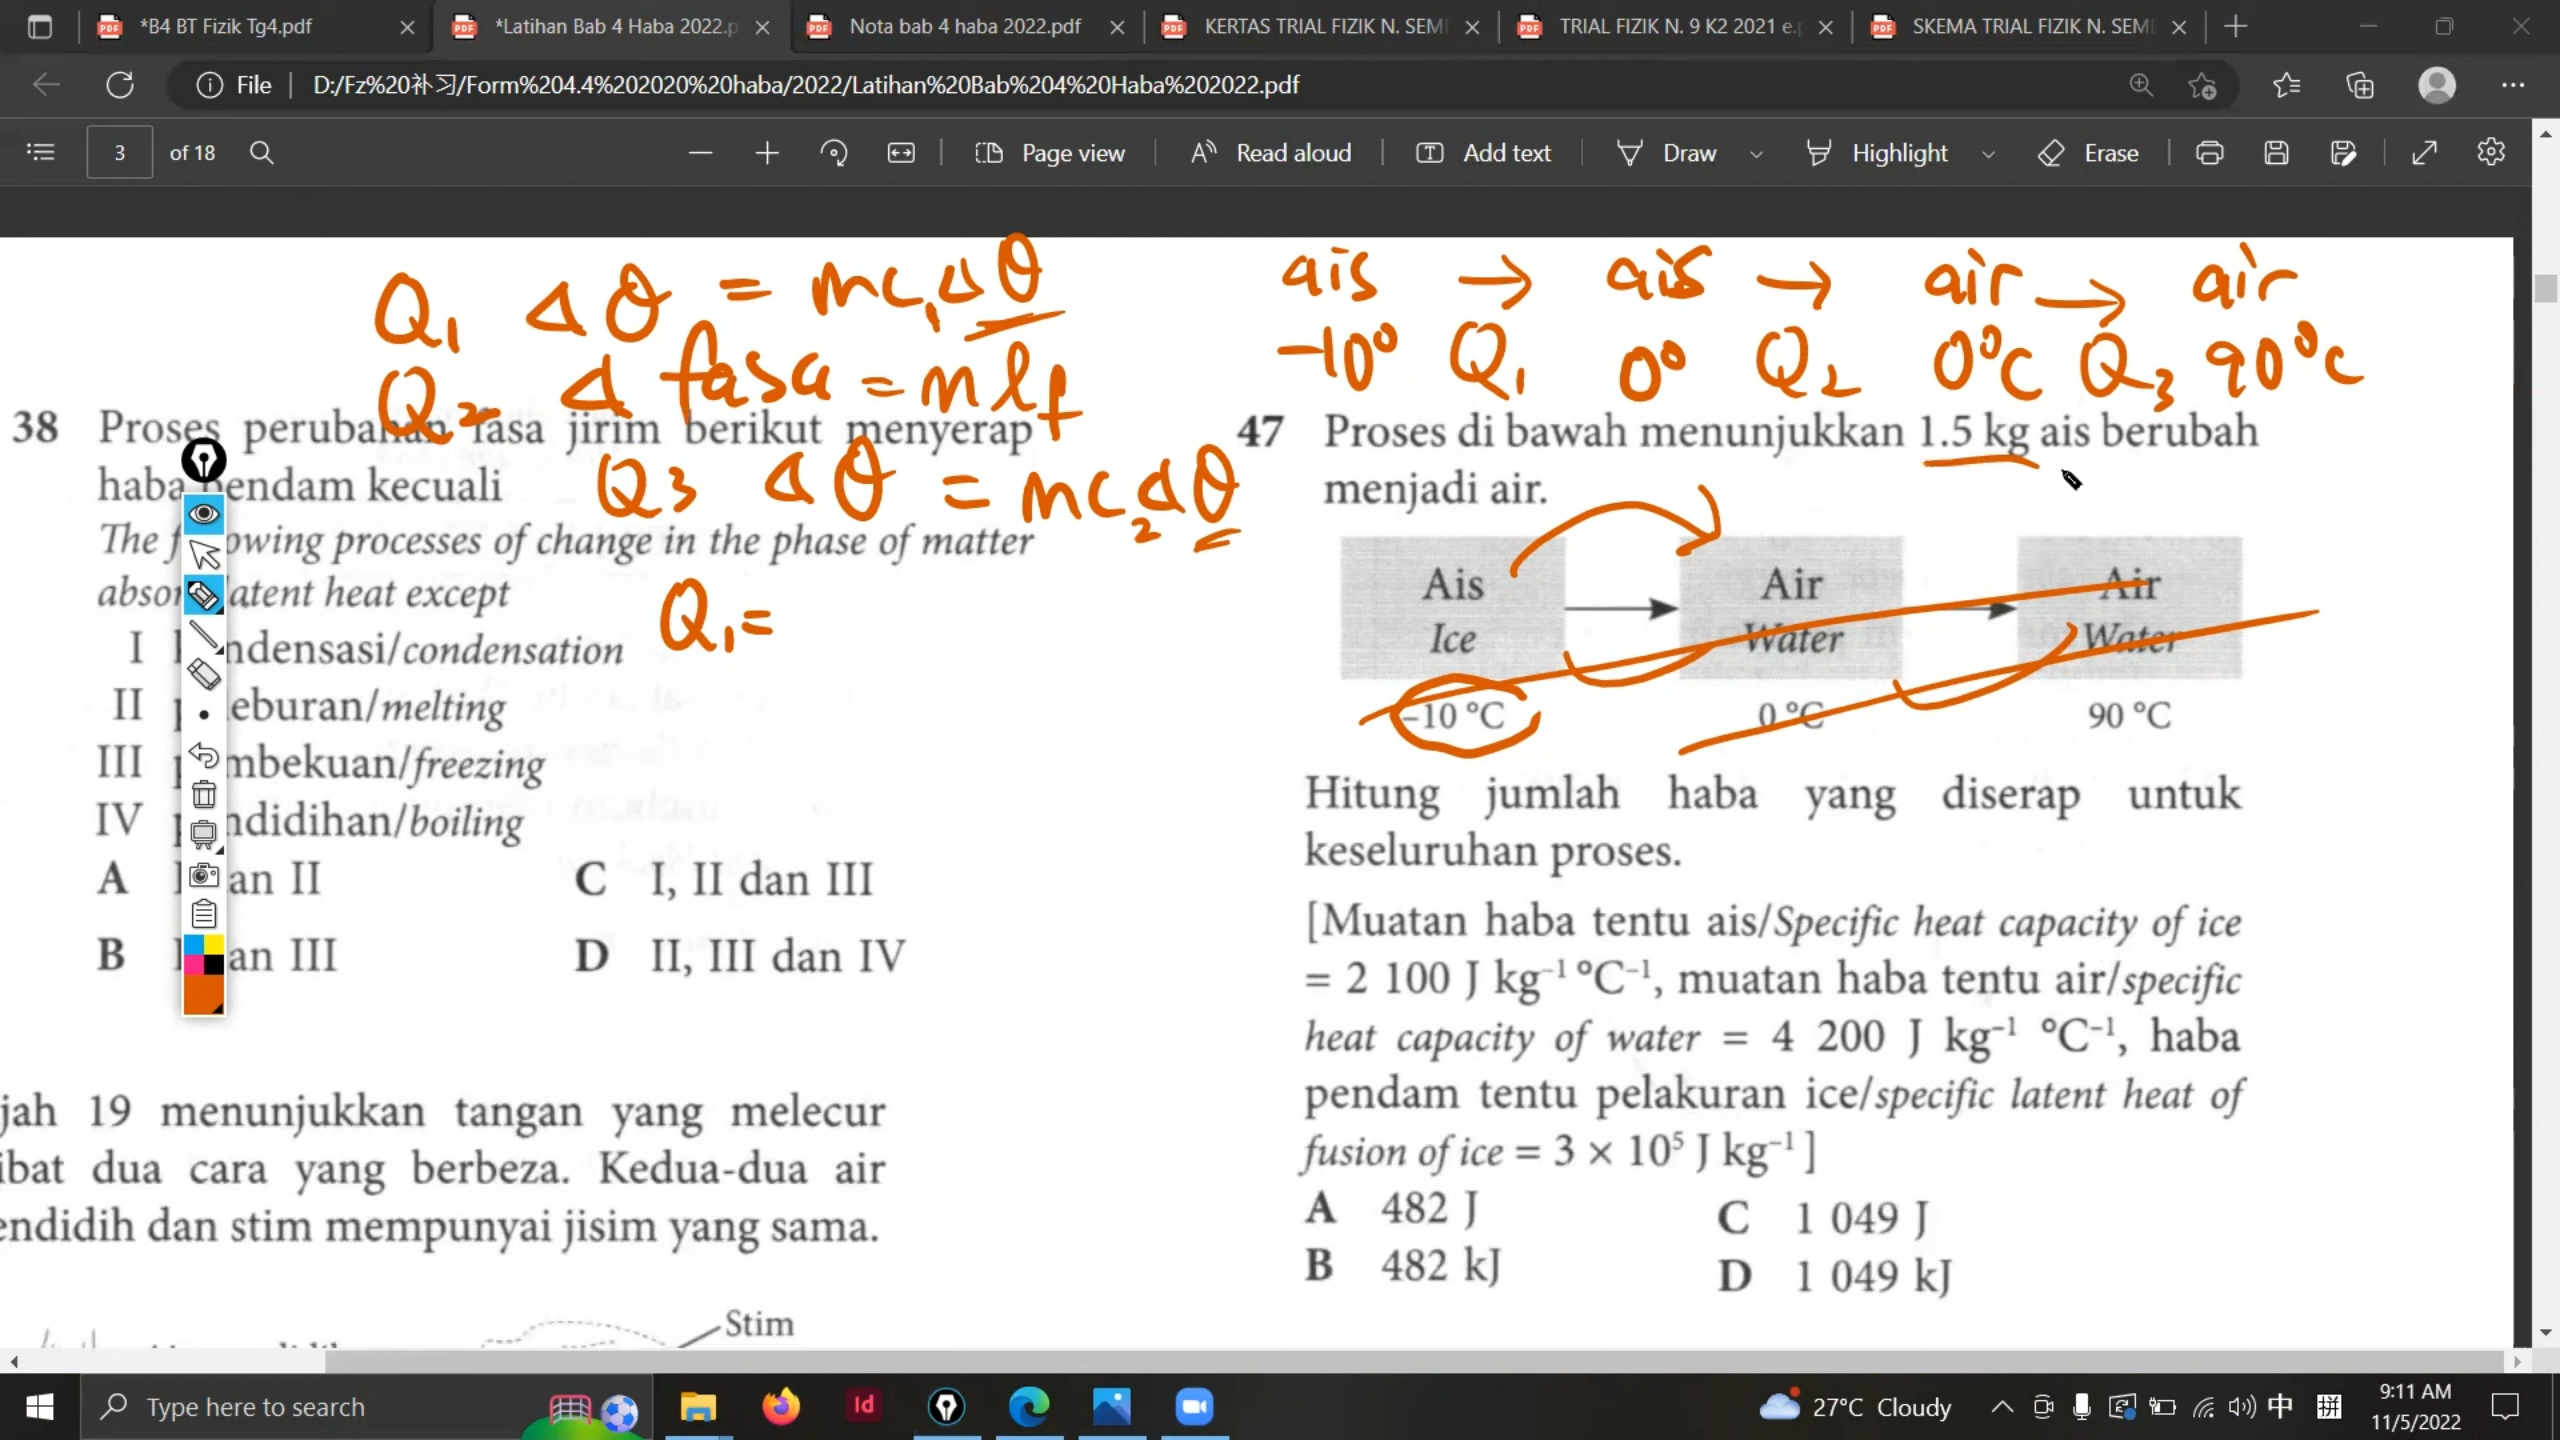 *B4 BT Fizik Tg4.pdf
*Latihan Bab 4 Haba 2022.p
Nota bab 4 haba 2022.pdf
KERTAS TRIAL FIZIK N. SEM
TRIAL FIZIK N. 9 K2 2021 e.
SKEMA TRIAL FIZIK N. SEM
File
D:/Fz%20补习/Form%204.4%202020%20haba/2022/Latihan%20Bab%204%20Haba%202022.pdf
3 of 18
Page view
Read aloud
Add text
Draw
Highlight
Erase
Q₁ Δθ = mc₁Δθ
Q₂ Δ fasa = mlf
Q3 Δθ = mc₂Δθ
Q₁ =
ais → ais → air → air
-10° Q₁ 0° Q₂ 0°C Q₃ 90°C
38 Proses perubahan fasa jirim berikut menyerap
haba pendam kecuali
The f owing processes of change in the phase of matter
absor latent heat except
I ndensasi/condensation
II eburan/melting
III mbekuan/freezing
IV ndidihan/boiling
A an II
C I, II dan III
B an III
D II, III dan IV
jah 19 menunjukkan tangan yang melecur
ibat dua cara yang berbeza. Kedua-dua air
endidih dan stim mempunyai jisim yang sama.
Stim
47 Proses di bawah menunjukkan 1.5 kg ais berubah
menjadi air.
Ais Air Air
Ice Water Water
–10 °C 0 °C 90 °C
Hitung jumlah haba yang diserap untuk
keseluruhan proses.
[Muatan haba tentu ais/Specific heat capacity of ice
= 2 100 J kg⁻¹ °C⁻¹, muatan haba tentu air/specific
heat capacity of water = 4 200 J kg⁻¹ °C⁻¹, haba
pendam tentu pelakuran ice/specific latent heat of
fusion of ice = 3 × 10⁵ J kg⁻¹]
A 482 J
C 1 049 J
B 482 kJ
D 1 049 kJ
Type here to search
Id
27°C Cloudy
中
拼
9:11 AM
11/5/2022